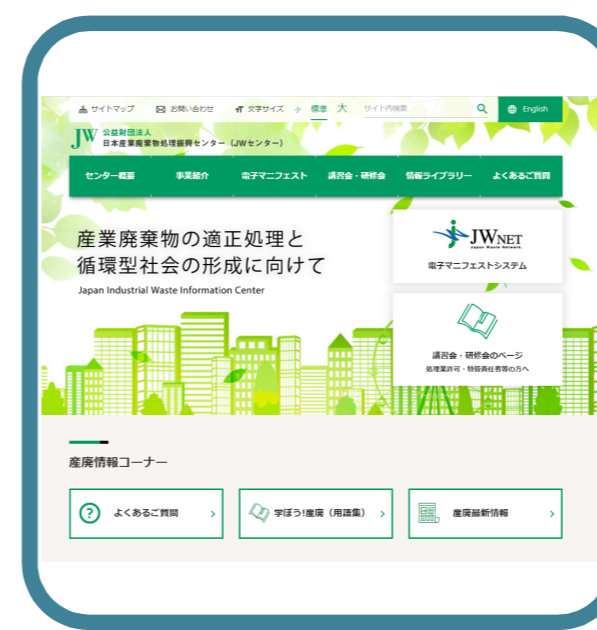 サイトマップ お問い合わせ 文字サイズ 小 標準 大 サイト内検索 English
JW 公益財団法人
日本産業廃棄物処理振興センター (JWセンター)
センター概要 事業紹介 電子マニフェスト 講習会・研修会 情報ライブラリー よくあるご質問
産業廃棄物の適正処理と
循環型社会の形成に向けて
Japan Industrial Waste Information Center
JWNET
Japan Waste Network.
電子マニフェストシステム
講習会・研修会のページ
処理業許可・特管責任者等の方へ
産廃情報コーナー
よくあるご質問
学ぼう!産廃（用語集）
産廃最新情報